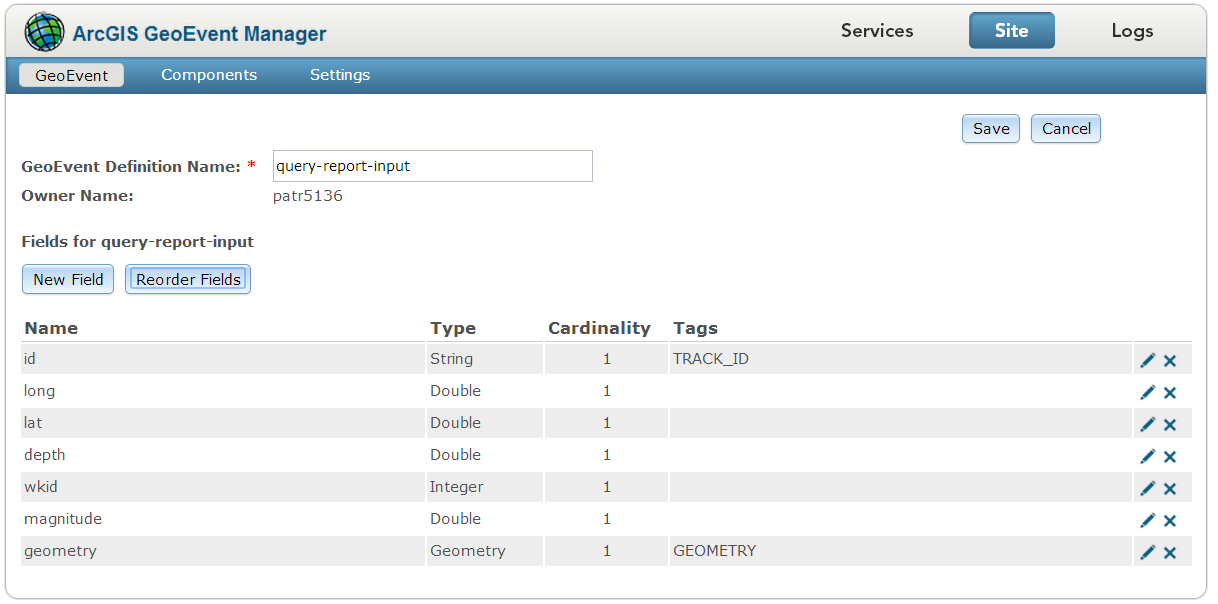 ArcGIS GeoEvent Manager Services Site Logs
GeoEvent Components Settings
Save Cancel
GeoEvent Definition Name: * query-report-input
Owner Name: patr5136
Fields for query-report-input
New Field Reorder Fields
Name Type Cardinality Tags
id String 1 TRACK_ID
long Double 1
lat Double 1
depth Double 1
wkid Integer 1
magnitude Double 1
geometry Geometry 1 GEOMETRY